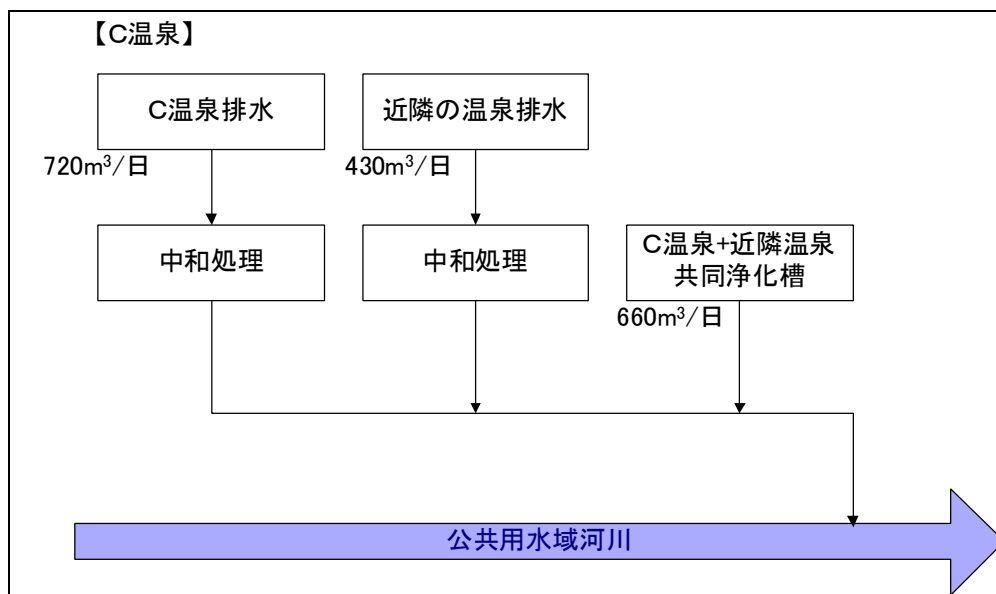 【C温泉】
C温泉排水
近隣の温泉排水
720m³/日
430m³/日
中和処理
中和処理
C温泉+近隣温泉
共同浄化槽
660m³/日
公共用水域河川